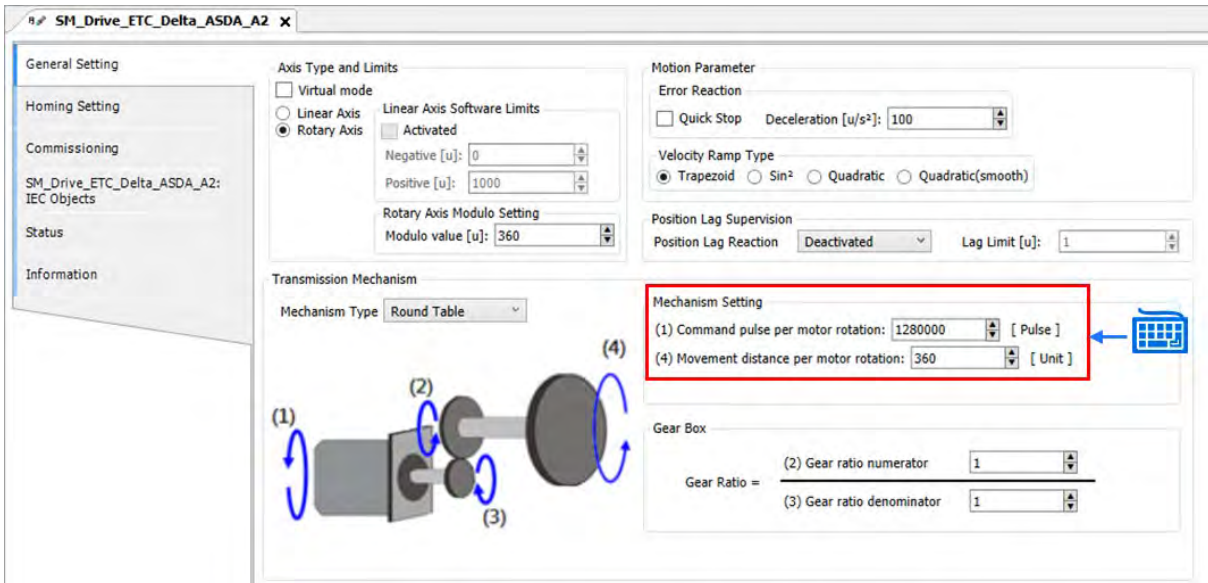 SM_Drive_ETC_Delta_ASDA_A2 X
General Setting
Homing Setting
Commissioning
SM_Drive_ETC_Delta_ASDA_A2:
IEC Objects
Status
Information
Axis Type and Limits
Virtual mode
Linear Axis
Rotary Axis
Linear Axis Software Limits
Activated
Negative [u]: 0
Positive [u]: 1000
Rotary Axis Modulo Setting
Modulo value [u]: 360
Motion Parameter
Error Reaction
Quick Stop Deceleration [u/s²]: 100
Velocity Ramp Type
Trapezoid Sin² Quadratic Quadratic(smooth)
Position Lag Supervision
Position Lag Reaction Deactivated Lag Limit [u]: 1
Transmission Mechanism
Mechanism Type Round Table
(1)
(2)
(3)
(4)
Mechanism Setting
(1) Command pulse per motor rotation: 1280000 [ Pulse ]
(4) Movement distance per motor rotation: 360 [ Unit ]
Gear Box
Gear Ratio =
(2) Gear ratio numerator 1
(3) Gear ratio denominator 1